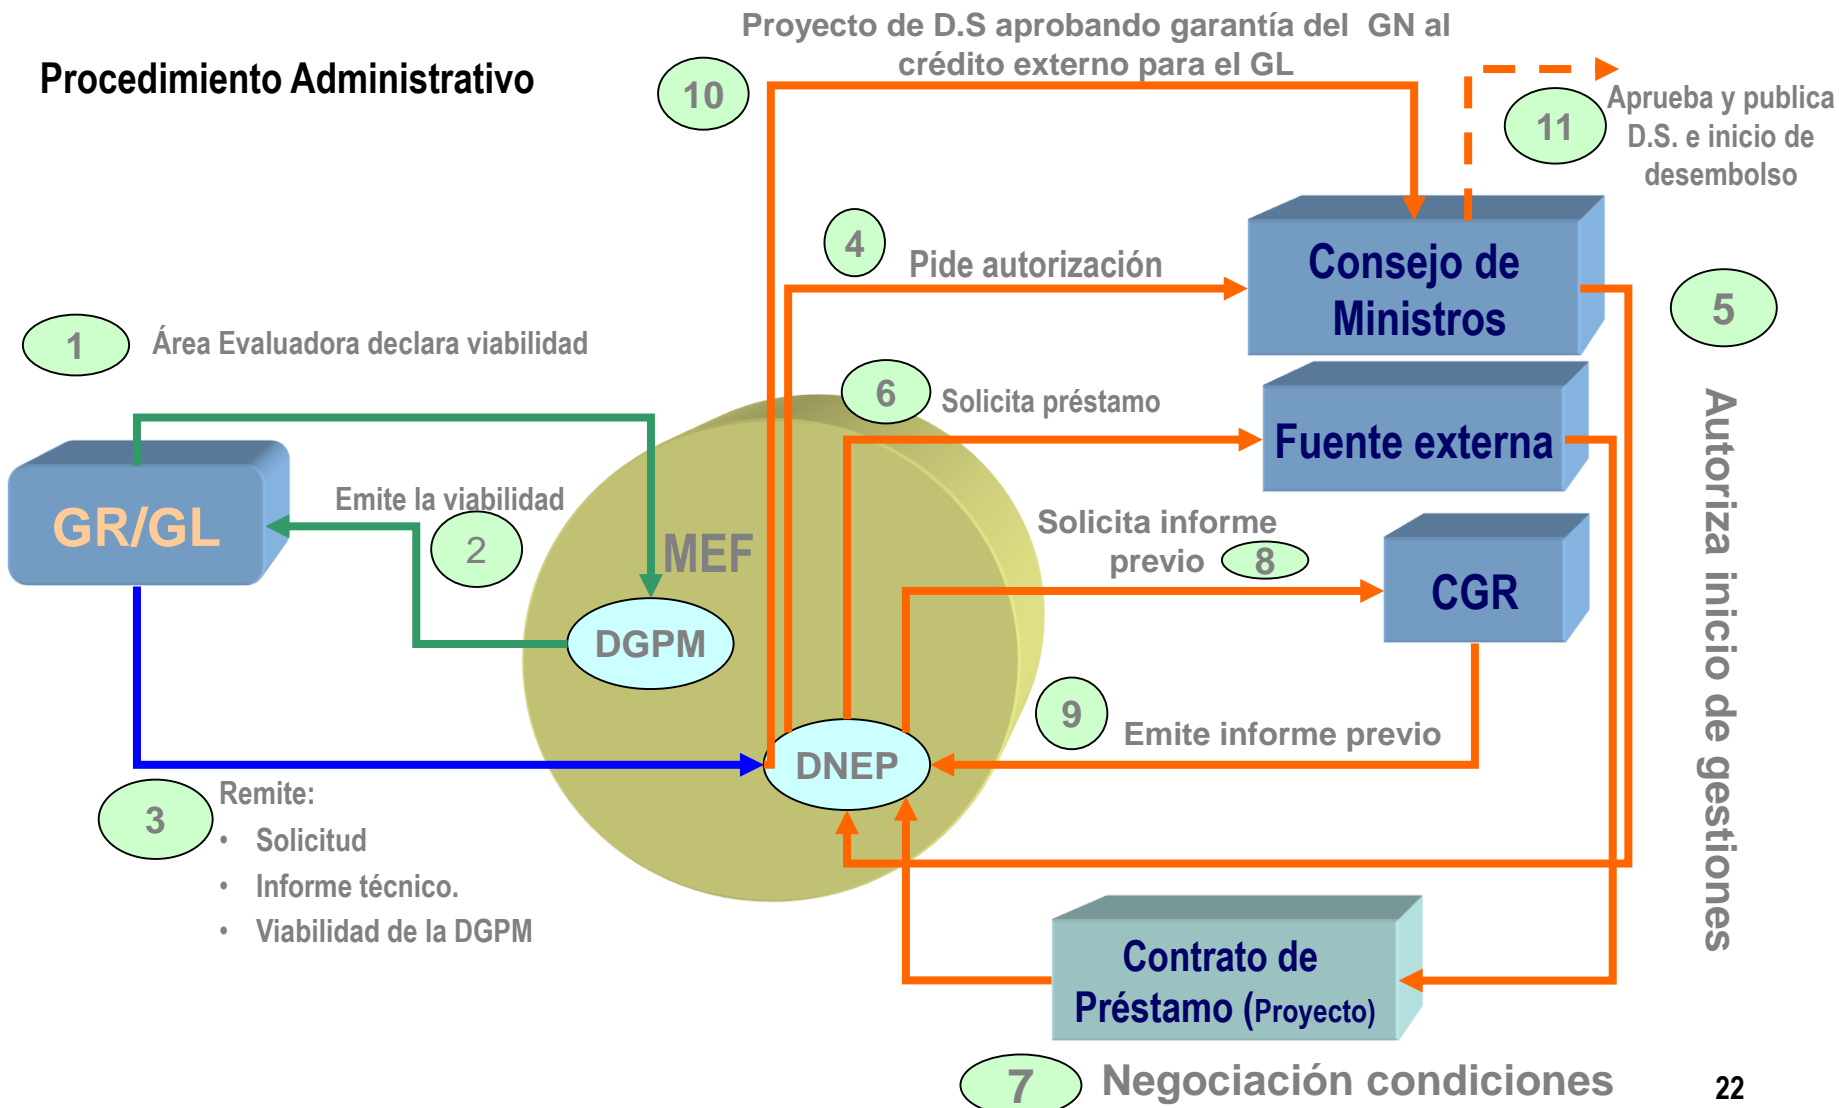 Procedimiento Administrativo
Proyecto de D.S aprobando garantía del GN al
crédito externo para el GL
10
11
Aprueba y publica
D.S. e inicio de
desembolso
4
Pide autorización
Consejo de
Ministros
5
Autoriza inicio de gestiones
1
Área Evaluadora declara viabilidad
6
Solicita préstamo
Fuente externa
GR/GL
Emite la viabilidad
2
MEF
Solicita informe
previo
8
CGR
DGPM
9
Emite informe previo
DNEP
3
Remite:
• Solicitud
• Informe técnico.
• Viabilidad de la DGPM
Contrato de
Préstamo (Proyecto)
7
Negociación condiciones
22